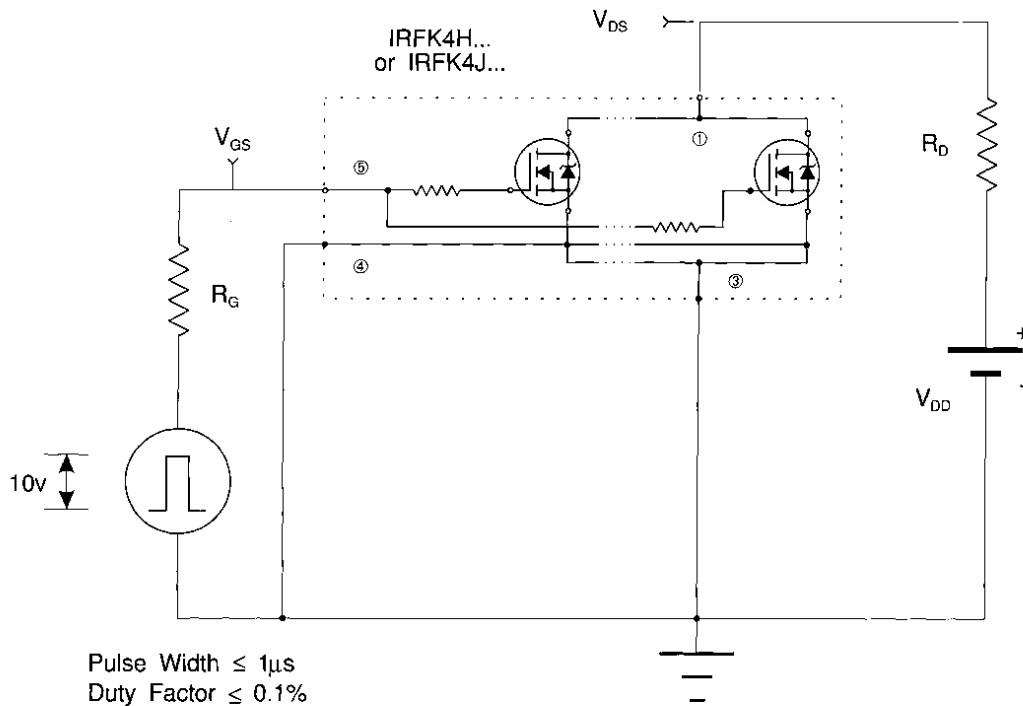 IRFK4H...
or IRFK4J...
V_DS
①
V_GS
⑤
R_D
④
③
R_G
+
V_DD
-
10v
Pulse Width ≤ 1µs
Duty Factor ≤ 0.1%